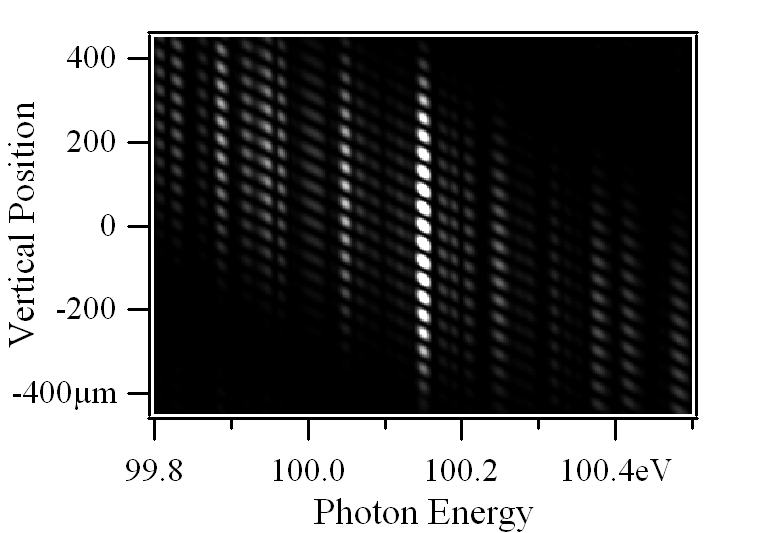 400
200
Vertical Position
0
-200
-400µm
99.8 100.0 100.2 100.4eV
Photon Energy